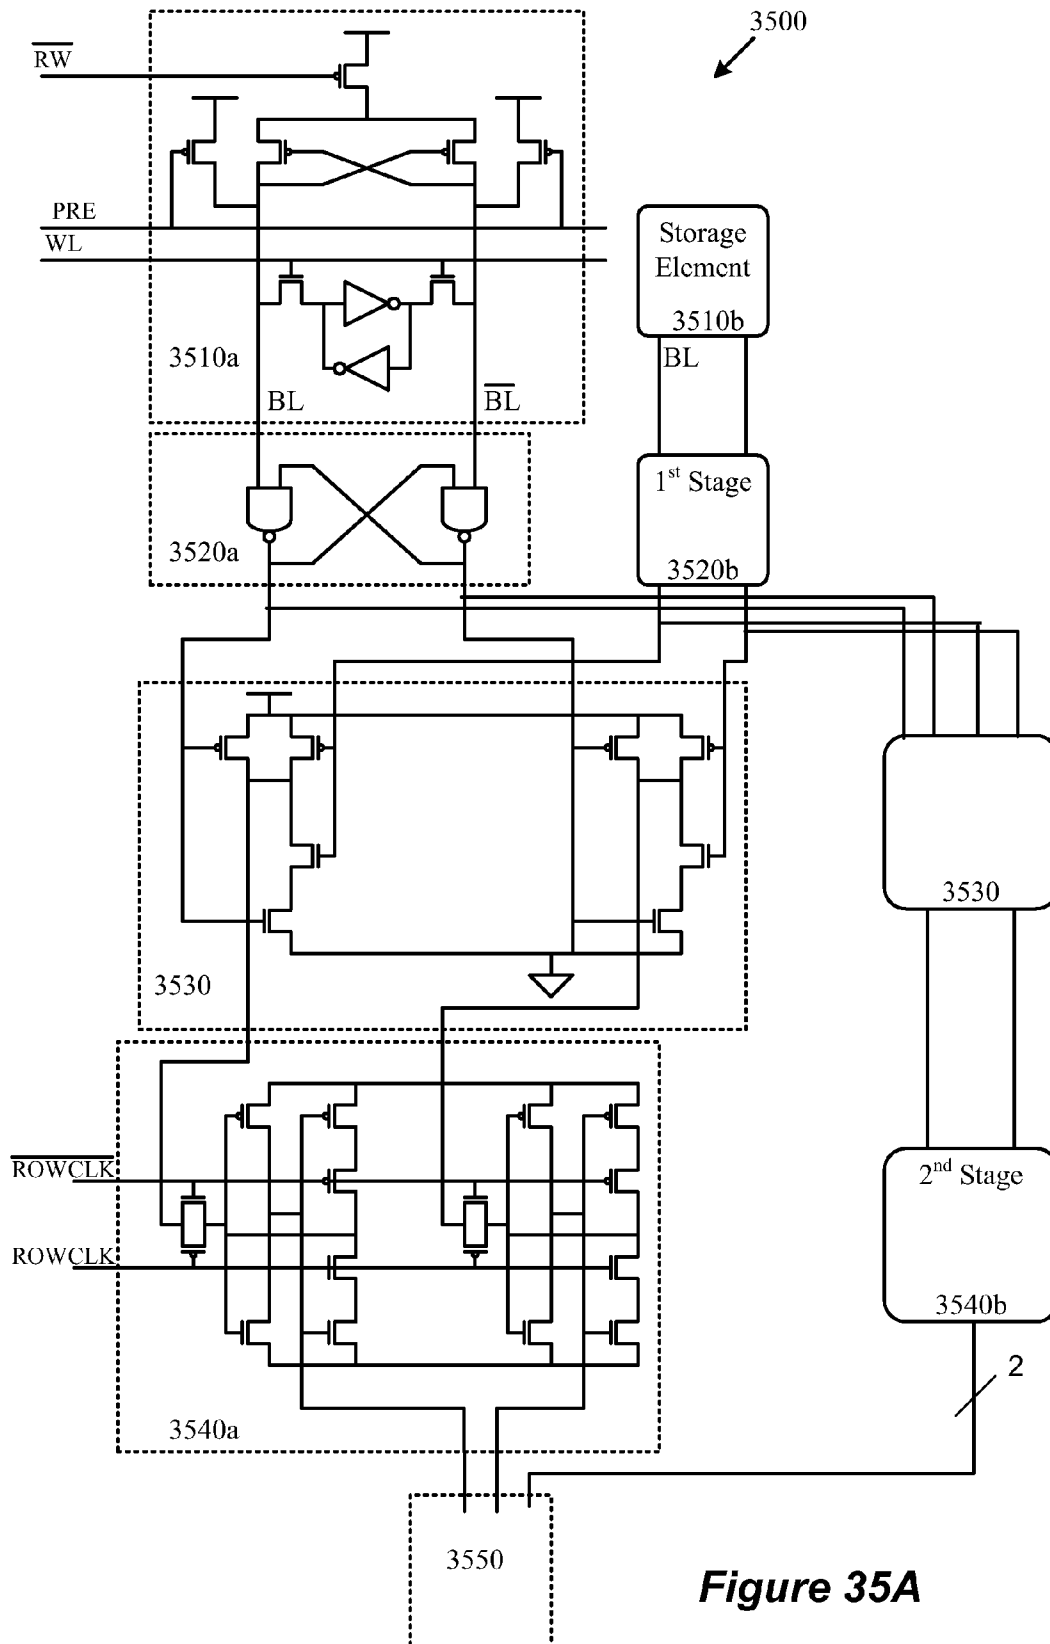 3500
RW
PRE
WL
Storage
Element
3510b
3510a
BL
BL
BL
1st Stage
3520a
3520b
3530
3530
ROWCLK
2nd Stage
ROWCLK
3540b
2
3540a
3550
Figure 35A